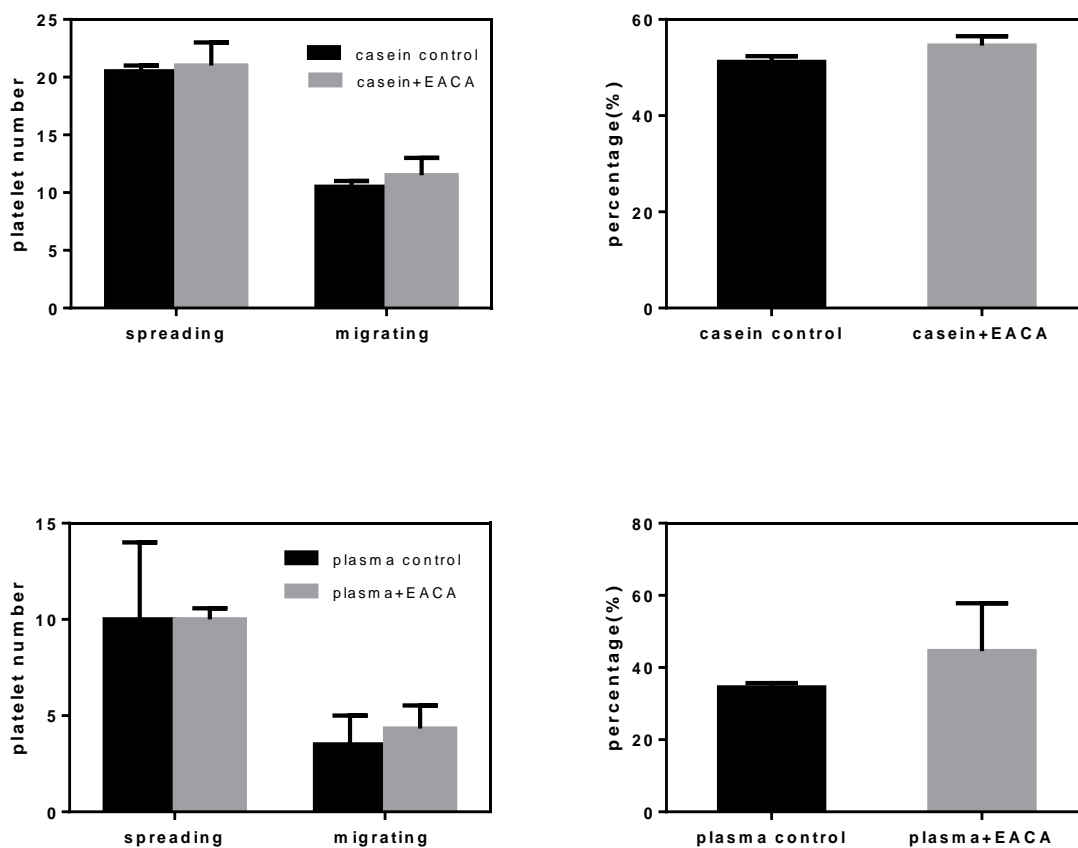 platelet number
25
20
15
10
5
0
casein control
casein+EACA
spreading
migrating
percentage(%)
60
40
20
0
casein control
casein+EACA
platelet number
15
10
5
0
plasma control
plasma+EACA
spreading
migrating
percentage(%)
80
60
40
20
0
plasma control
plasma+EACA